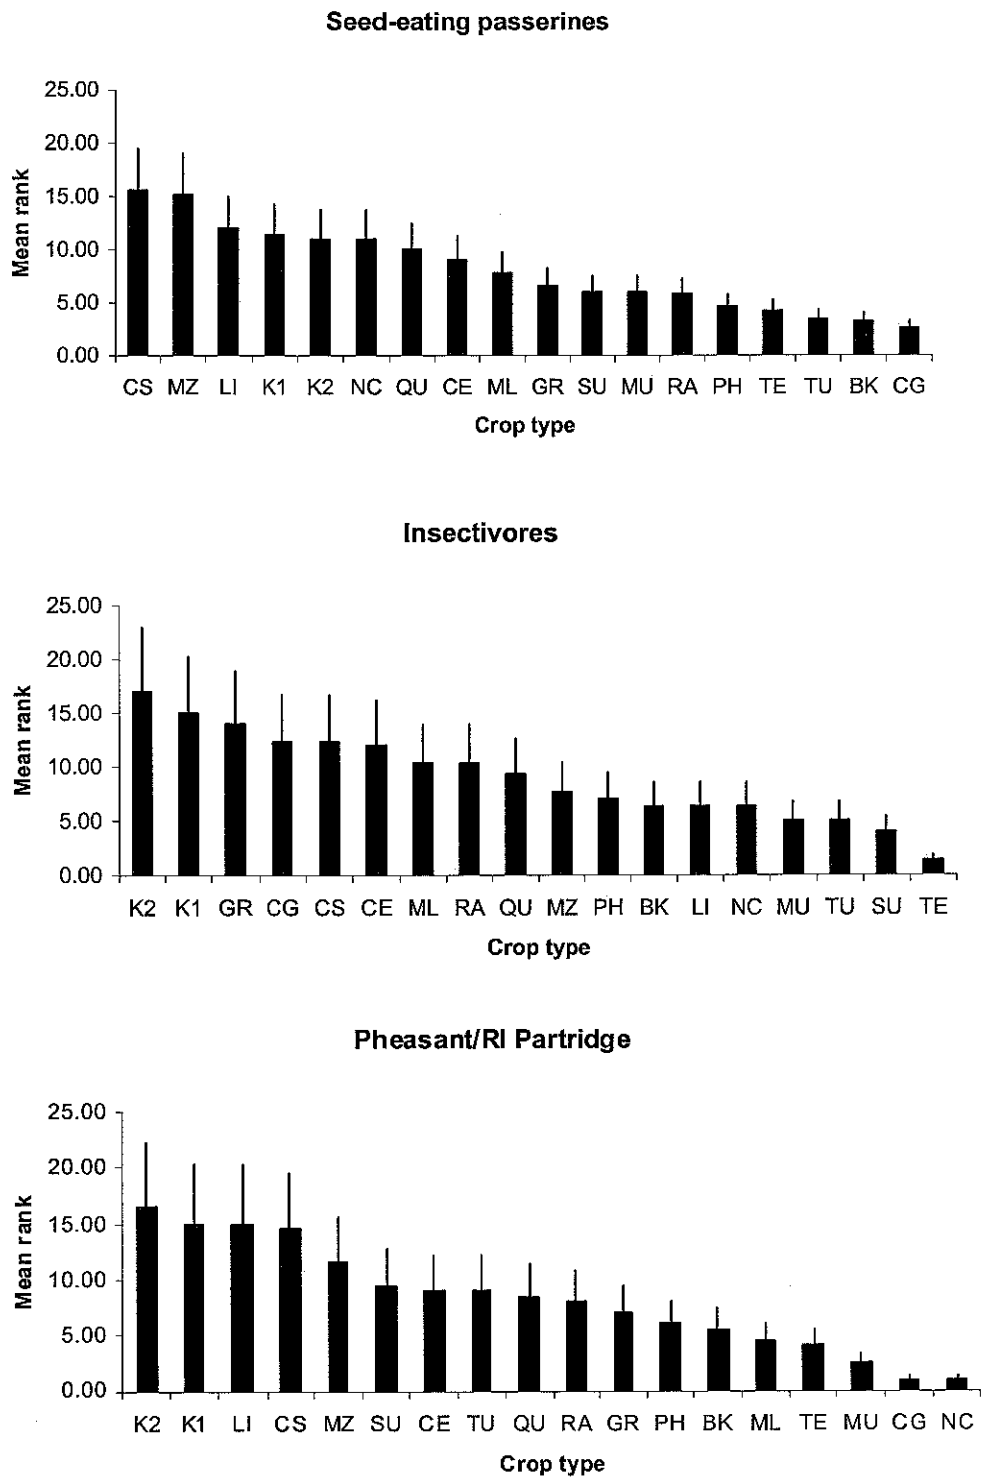 Seed-eating passerines
25.00
20.00
15.00
10.00
5.00
0.00
Mean rank
CS MZ LI K1 K2 NC QU CE ML GR SU MU RA PH TE TU BK CG
Crop type
Insectivores
25.00
20.00
15.00
10.00
5.00
0.00
Mean rank
K2 K1 GR CG CS CE ML RA QU MZ PH BK LI NC MU TU SU TE
Crop type
Pheasant/Rl Partridge
25.00
20.00
15.00
10.00
5.00
0.00
Mean rank
K2 K1 LI CS MZ SU CE TU QU RA GR PH BK ML TE MU CG NC
Crop type